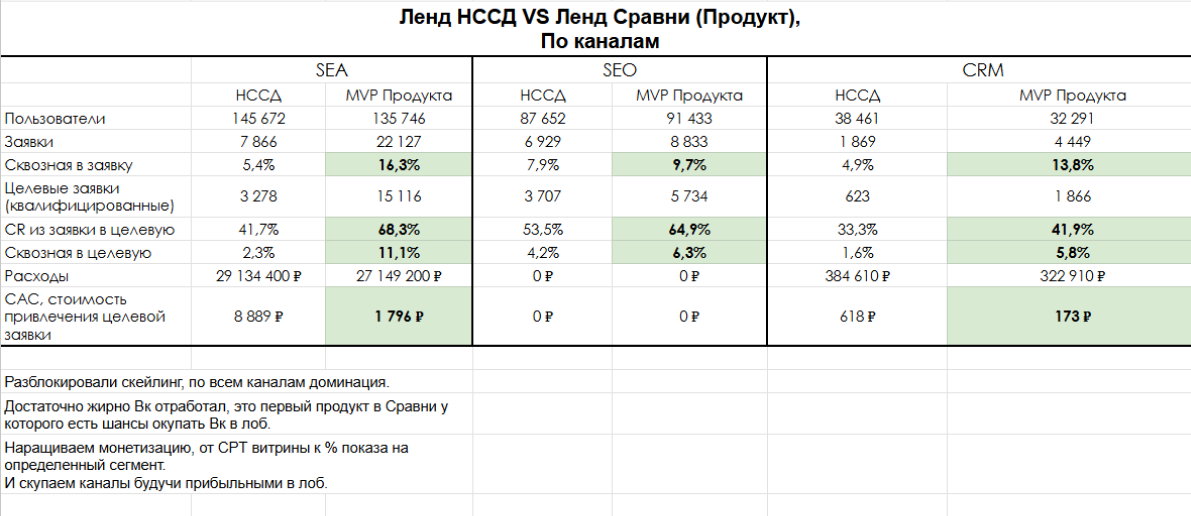 Ленд НССД VS Ленд Сравни (Продукт),
По каналам
SEA SEO CRM
НССД MVP Продукта НССД MVP Продукта НССД MVP Продукта
Пользователи 145 672 135 746 87 652 91 433 38 461 32 291
Заявки 7 866 22 127 6 929 8 833 1 869 4 449
Сквозная в заявку 5,4% 16,3% 7,9% 9,7% 4,9% 13,8%
Целевые заявки
(квалифицированные) 3 278 15 116 3 707 5 734 623 1 866
CR из заявки в целевую 41,7% 68,3% 53,5% 64,9% 33,3% 41,9%
Сквозная в целевую 2,3% 11,1% 4,2% 6,3% 1,6% 5,8%
Расходы 29 134 400 ₽ 27 149 200 ₽ 0 ₽ 0 ₽ 384 610 ₽ 322 910 ₽
САС, стоимость
привлечения целевой
заявки 8 889 ₽ 1 796 ₽ 0 ₽ 0 ₽ 618 ₽ 173 ₽
Разблокировали скейлинг, по всем каналам доминация.
Достаточно жирно Вк отработал, это первый продукт в Сравни у
которого есть шансы окупать Вк в лоб.
Наращиваем монетизацию, от СРТ витрины к % показа на
определенный сегмент.
И скупаем каналы будучи прибыльными в лоб.